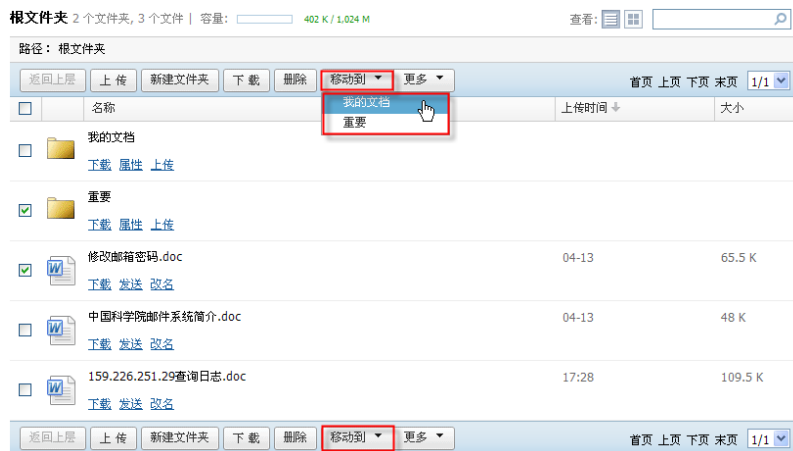 根文件夹 2 个文件夹, 3 个文件 | 容量: 402 K / 1,024 M 查看:
路径： 根文件夹
返回上层 上传 新建文件夹 下载 删除 移动到 更多 首页 上页 下页 末页 1/1
名称 上传时间 大小
我的文档
重要
我的文档
下载 属性 上传
重要
下载 属性 上传
修改邮箱密码.doc 04-13 65.5 K
下载 发送 改名
中国科学院邮件系统简介.doc 04-13 48 K
下载 发送 改名
159.226.251.29查询日志.doc 17:28 109.5 K
下载 发送 改名
返回上层 上传 新建文件夹 下载 删除 移动到 更多 首页 上页 下页 末页 1/1